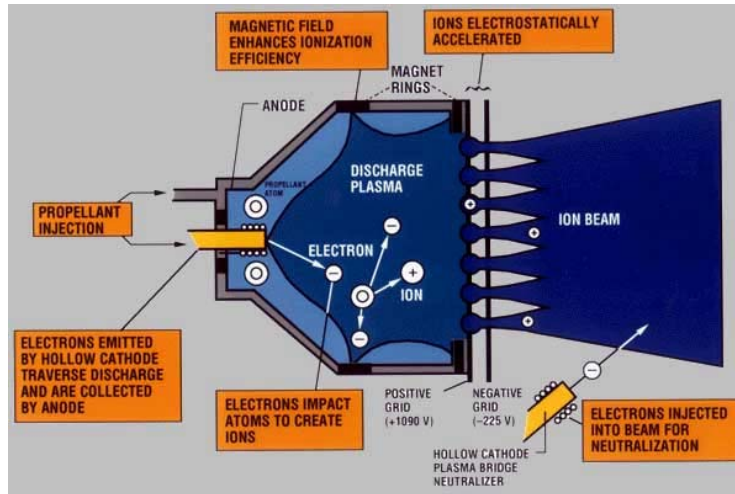 MAGNETIC FIELD
ENHANCES IONIZATION
EFFICIENCY
IONS ELECTROSTATICALLY
ACCELERATED
MAGNET
RINGS
ANODE
PROPELLANT
ATOM
DISCHARGE
PLASMA
PROPELLANT
INJECTION
ELECTRON
ION
ION BEAM
ELECTRONS EMITTED
BY HOLLOW CATHODE
TRAVERSE DISCHARGE
AND ARE COLLECTED
BY ANODE
ELECTRONS IMPACT
ATOMS TO CREATE
IONS
POSITIVE
GRID
(+1090 V)
NEGATIVE
GRID
(–225 V)
HOLLOW CATHODE
PLASMA BRIDGE
NEUTRALIZER
ELECTRONS INJECTED
INTO BEAM FOR
NEUTRALIZATION